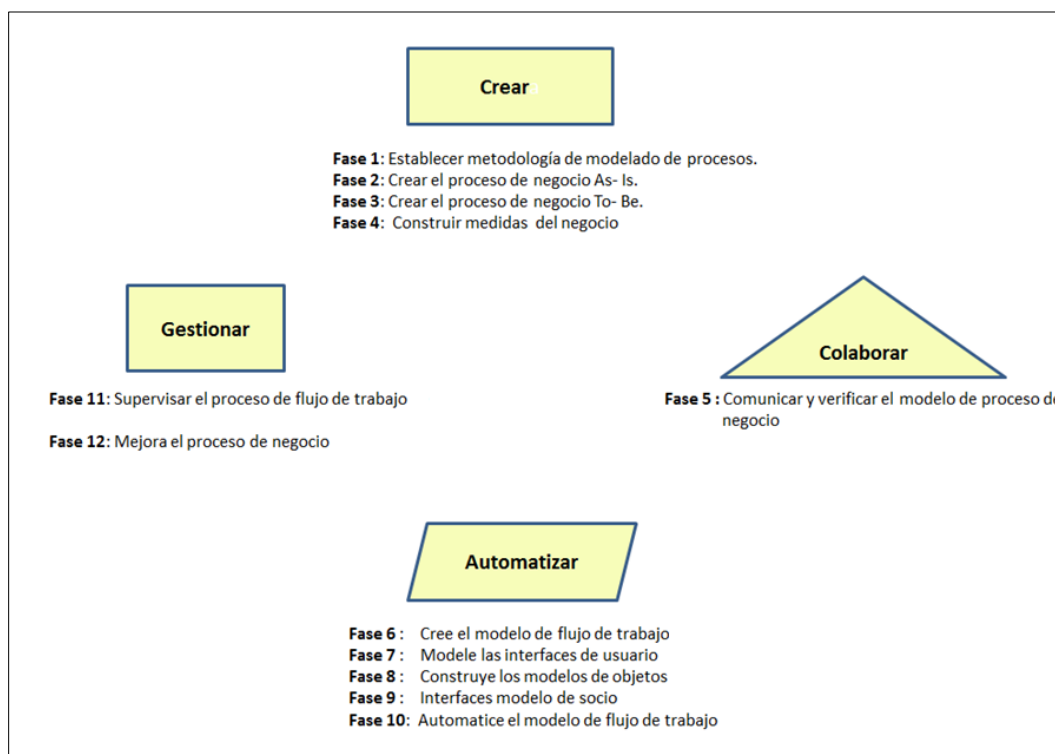 Crear
Fase 1: Establecer metodología de modelado de procesos.
Fase 2: Crear el proceso de negocio As- Is.
Fase 3: Crear el proceso de negocio To- Be.
Fase 4: Construir medidas del negocio
Gestionar
Fase 11: Supervisar el proceso de flujo de trabajo
Fase 12: Mejora el proceso de negocio
Colaborar
Fase 5 : Comunicar y verificar el modelo de proceso de
negocio
Automatizar
Fase 6 : Cree el modelo de flujo de trabajo
Fase 7 : Modele las interfaces de usuario
Fase 8 : Construye los modelos de objetos
Fase 9 : Interfaces modelo de socio
Fase 10: Automatice el modelo de flujo de trabajo